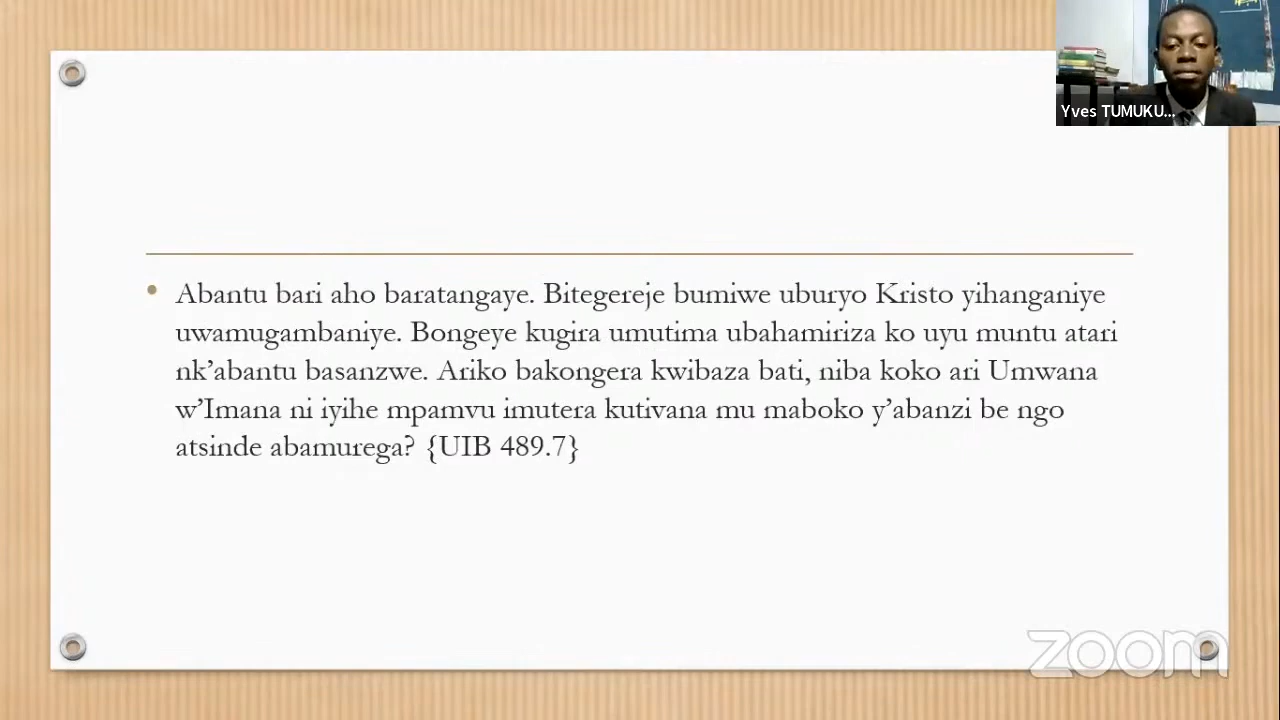 Yves TUMUKU...
• Abantu bari aho baratangaye. Bitegereje bumiwe uburyo Kristo yihanganiye
uwamugambaniye. Bongeye kugira umutima ubahamiriza ko uyu muntu atari
nk’abantu basanzwe. Ariko bakongera kwibaza bati, niba koko ari Umwana
w’Imana ni iyihe mpamvu imutera kutivana mu maboko y’abanzi be ngo
atsinde abamurega? {UIB 489.7}
zoom